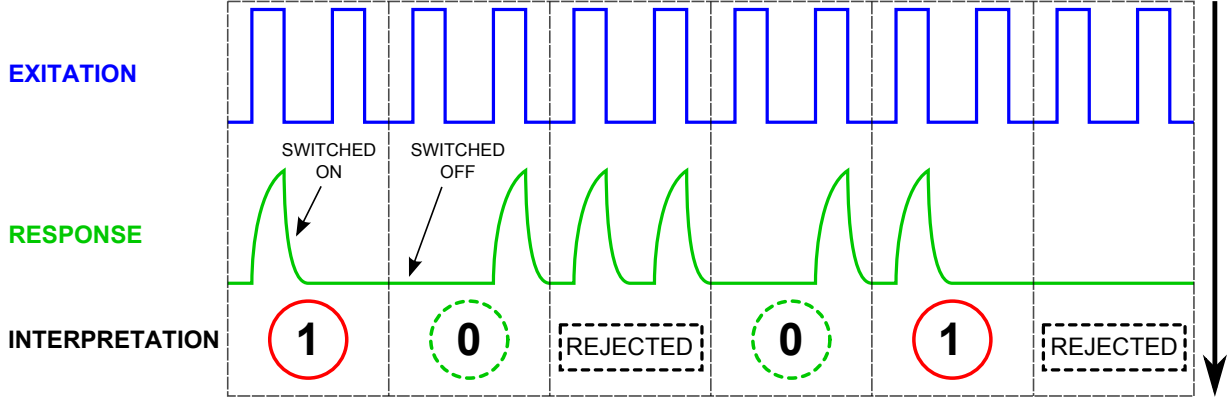 EXITATION
SWITCHED
ON
SWITCHED
OFF
RESPONSE
INTERPRETATION
1
0
REJECTED
0
1
REJECTED